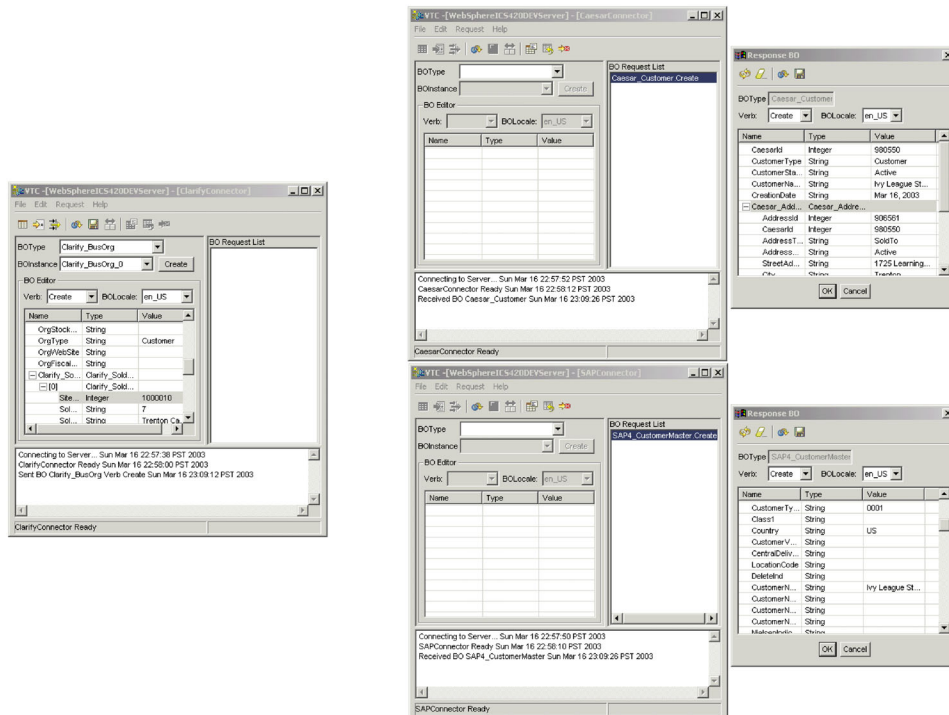 VTC -[WebSphereICS420DEVServer] - [ClarifyConnector]
File Edit Request Help
BOType Clarify_BusOrg
BOInstance Clarify_BusOrg_0 Create
BO Editor
Verb: Create BOLocale: en_US
Name Type Value
OrgStock... String
OrgType String Customer
OrgWebSite String
OrgFiscal... String
Clarify_So... Clarify_Sold...
[0] Clarify_Sold...
Site... Integer 1000010
Sol... String 7
Sol... String Trenton Ca...
BO Request List
Connecting to Server... Sun Mar 16 22:57:38 PST 2003
ClarifyConnector Ready Sun Mar 16 22:58:00 PST 2003
Sent BO Clarify_BusOrg Verb Create Sun Mar 16 23:09:12 PST 2003
ClarifyConnector Ready
VTC -[WebSphereICS420DEVServer] - [CaesarConnector]
File Edit Request Help
BOType
BOInstance Create
BO Editor
Verb: BOLocale: en_US
Name Type Value
BO Request List
Caesar_Customer.Create
Connecting to Server... Sun Mar 16 22:57:52 PST 2003
CaesarConnector Ready Sun Mar 16 22:58:12 PST 2003
Received BO Caesar_Customer Sun Mar 16 23:09:26 PST 2003
CaesarConnector Ready
Response BO
BOType Caesar_Customer
Verb: Create BOLocale: en_US
Name Type Value
CaesarId Integer 980550
CustomerType String Customer
CustomerSta... String Active
CustomerNa... String Ivy League St...
CreationDate String Mar 16, 2003
Caesar_Add... Caesar_Addre...
AddressId Integer 906561
CaesarId Integer 980550
AddressT... String SoldTo
Address... String Active
StreetAd... String 1725 Learning...
City String Trenton
OK Cancel
VTC -[WebSphereICS420DEVServer] - [SAPConnector]
File Edit Request Help
BOType
BOInstance Create
BO Editor
Verb: BOLocale: en_US
Name Type Value
BO Request List
SAP4_CustomerMaster.Create
Connecting to Server... Sun Mar 16 22:57:50 PST 2003
SAPConnector Ready Sun Mar 16 22:58:10 PST 2003
Received BO SAP4_CustomerMaster Sun Mar 16 23:09:26 PST 2003
SAPConnector Ready
Response BO
BOType SAP4_CustomerMaster
Verb: Create BOLocale: en_US
Name Type Value
CustomerTy... String 0001
Class1 String
Country String US
CustomerV... String
CentralDeliv... String
LocationCode String
DeleteInd String
CustomerN... String Ivy League St...
CustomerN... String
CustomerN... String
CustomerN... String
String
OK Cancel